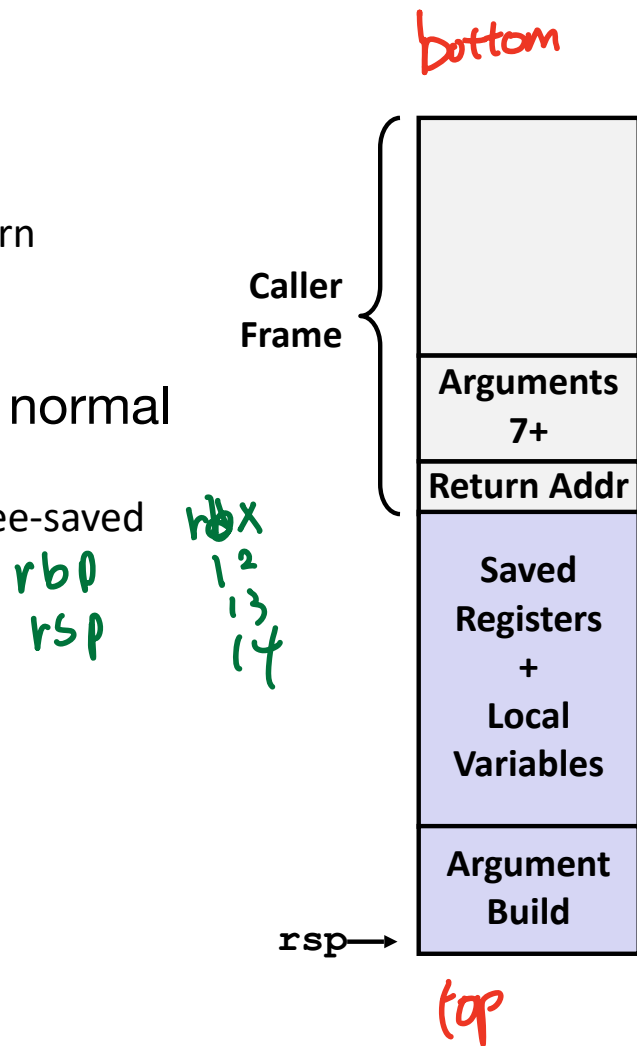 bottom
rn
Caller
Frame
normal
Arguments
7+
Return Addr
ee-saved rbx
rbp 12
rsp 13
14
Saved
Registers
+
Local
Variables
Argument
Build
rsp
top